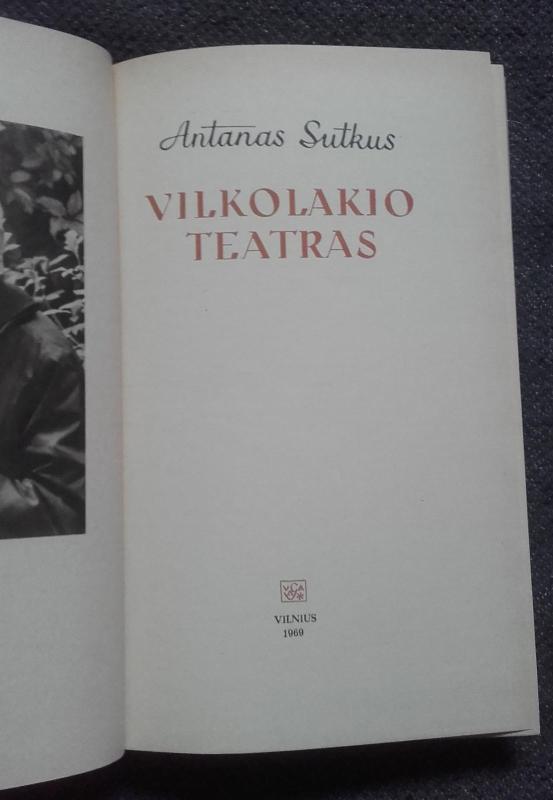 Antanas Sutkus
VILKOLAKIO
TEATRAS
VILNIUS
1969